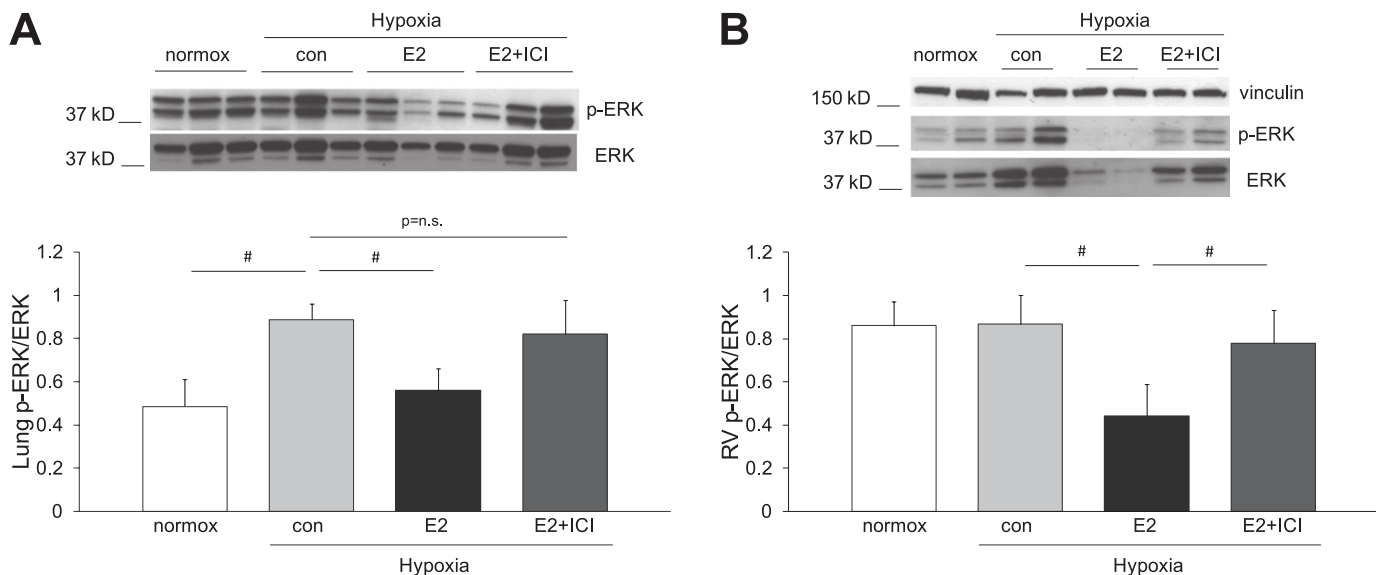 A
Hypoxia
normox con E2 E2+ICI
37 kD p-ERK
37 kD ERK
p=n.s.
# #
Lung p-ERK/ERK
1.2
1
0.8
0.6
0.4
0.2
0
normox con E2 E2+ICI
Hypoxia
B
Hypoxia
normox con E2 E2+ICI
150 kD vinculin
37 kD p-ERK
37 kD ERK
# #
RV p-ERK/ERK
1.2
1
0.8
0.6
0.4
0.2
0
normox con E2 E2+ICI
Hypoxia